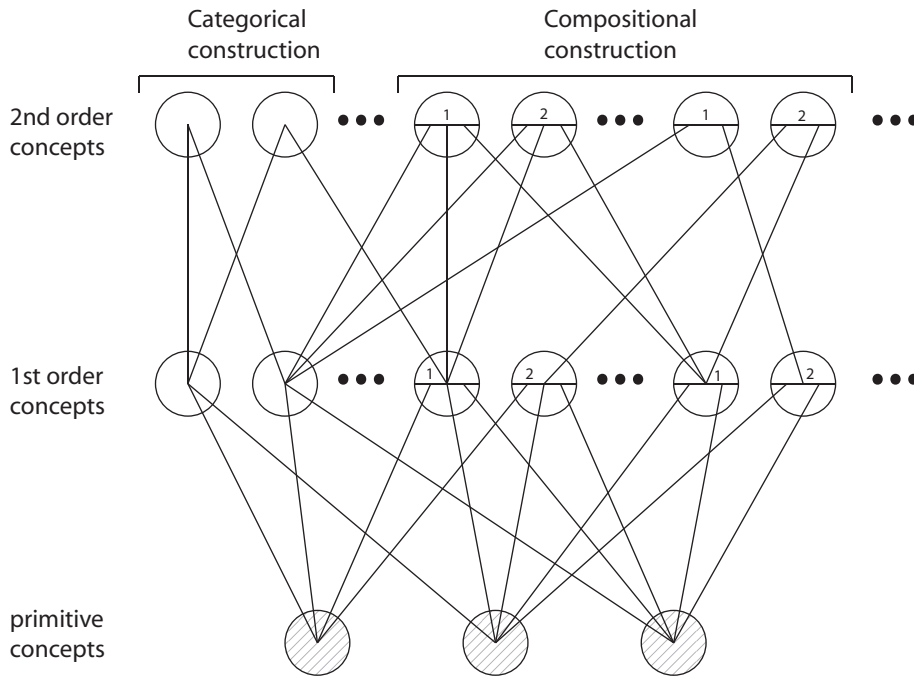 Categorical
construction
Compositional
construction
2nd order
concepts
1
2
1
2
1st order
concepts
1
2
1
2
primitive
concepts